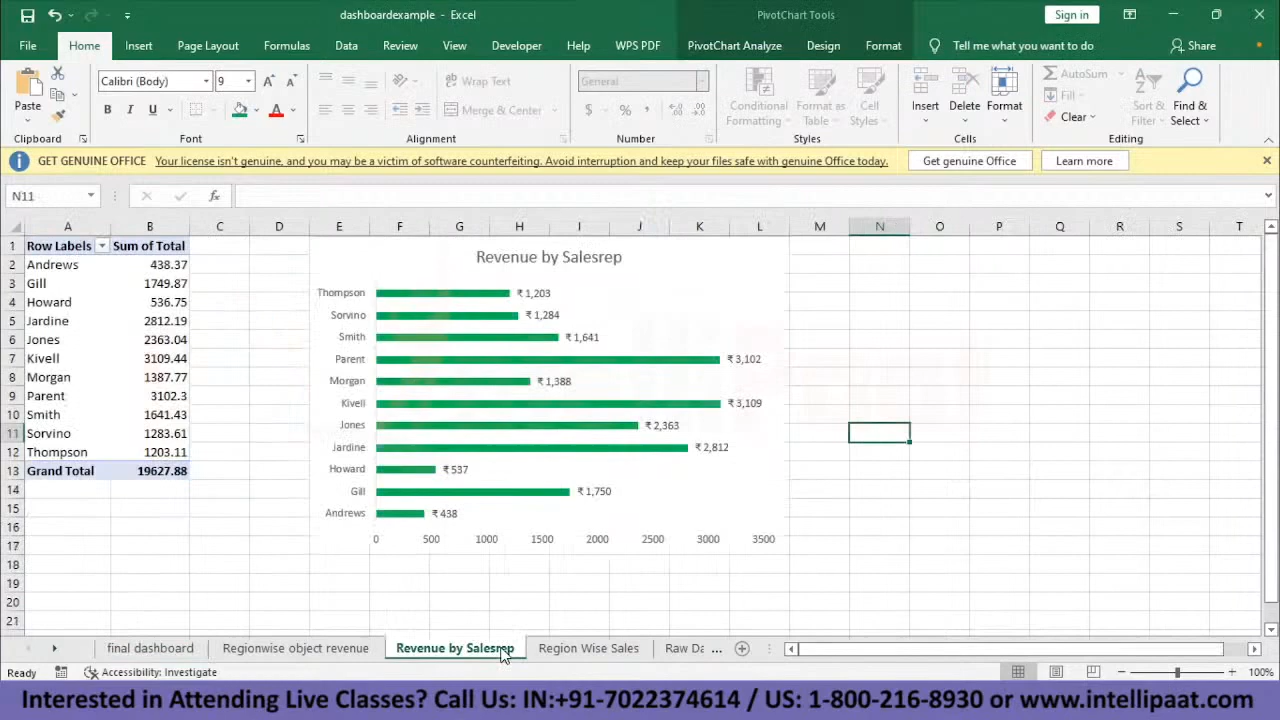 dashboardexample - Excel
PivotChart Tools
Sign in
File Home Insert Page Layout Formulas Data Review View Developer Help WPS PDF PivotChart Analyze Design Format Tell me what you want to do Share
Calibri (Body) 9
Wrap Text
General
AutoSum
Paste
Fill
B I U
Merge & Center
$ %
Conditional Formatting
Format as Table
Cell Styles
Insert Delete Format
Clear
Sort & Filter
Find & Select
Clipboard Font Alignment Number Styles Cells Editing
GET GENUINE OFFICE Your license isn't genuine, and you may be a victim of software counterfeiting. Avoid interruption and keep your files safe with genuine Office today. Get genuine Office Learn more
N11 fx
A B C D E F G H I J K L M N O P Q R S T
1 Row Labels Sum of Total
2 Andrews 438.37
3 Gill 1749.87
4 Howard 536.75
5 Jardine 2812.19
6 Jones 2363.04
7 Kivell 3109.44
8 Morgan 1387.77
9 Parent 3102.3
10 Smith 1641.43
11 Sorvino 1283.61
12 Thompson 1203.11
13 Grand Total 19627.88
14
15
16
17
18
19
20
21
Revenue by Salesrep
Thompson ₹ 1,203
Sorvino ₹ 1,284
Smith ₹ 1,641
Parent ₹ 3,102
Morgan ₹ 1,388
Kivell ₹ 3,109
Jones ₹ 2,363
Jardine ₹ 2,812
Howard ₹ 537
Gill ₹ 1,750
Andrews ₹ 438
0 500 1000 1500 2000 2500 3000 3500
final dashboard Regionwise object revenue Revenue by Salesrep Region Wise Sales Raw Da ...
Ready Accessibility: Investigate 100%
Interested in Attending Live Classes? Call Us: IN:+91-7022374614 / US: 1-800-216-8930 or www.intellipaat.com